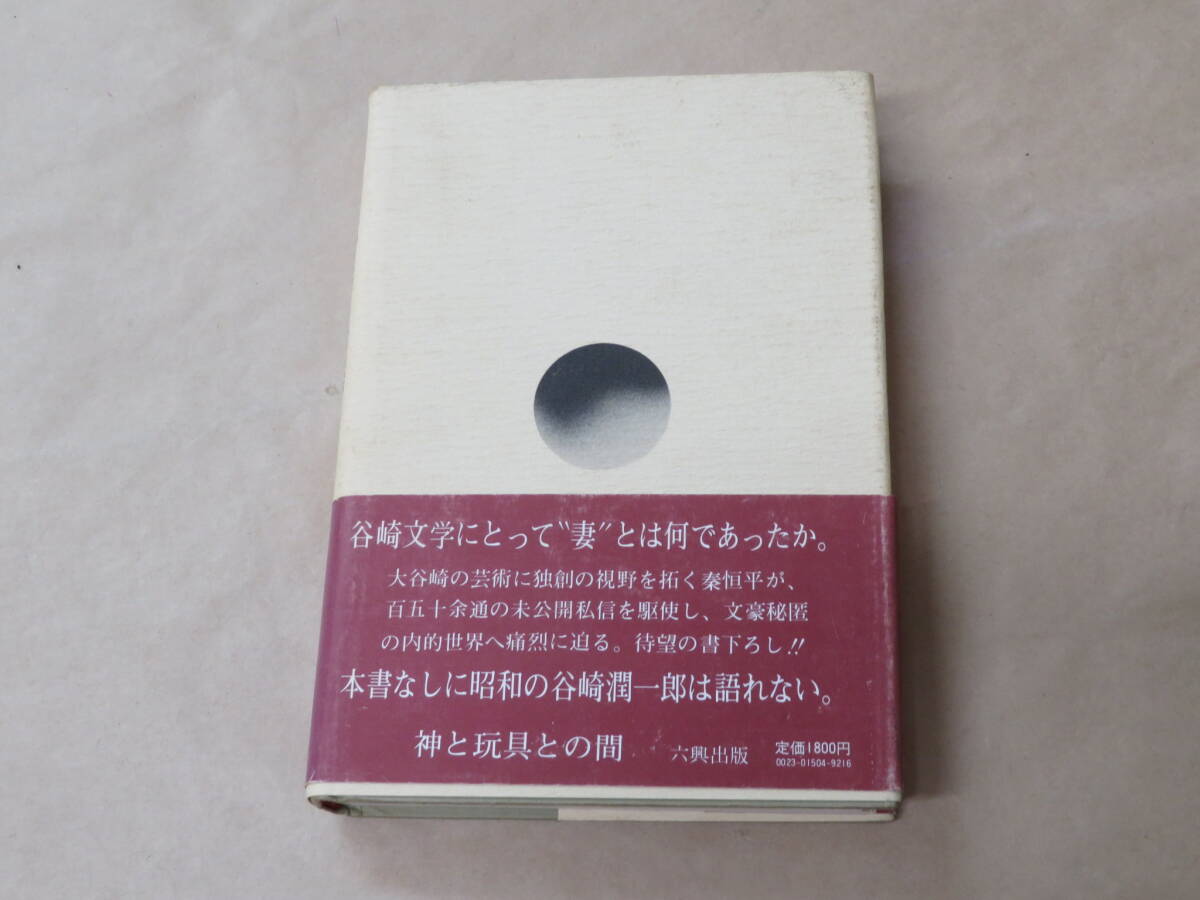 谷崎文学にとって〝妻〟とは何であったか。
大谷崎の芸術に独創の視野を拓く秦恒平が、
百五十余通の未公開私信を駆使し、文豪秘匿
の内的世界へ痛烈に迫る。待望の書下ろし!!
本書なしに昭和の谷崎潤一郎は語れない。
神と玩具との間 六興出版 定価1800円
0023-01504-9216